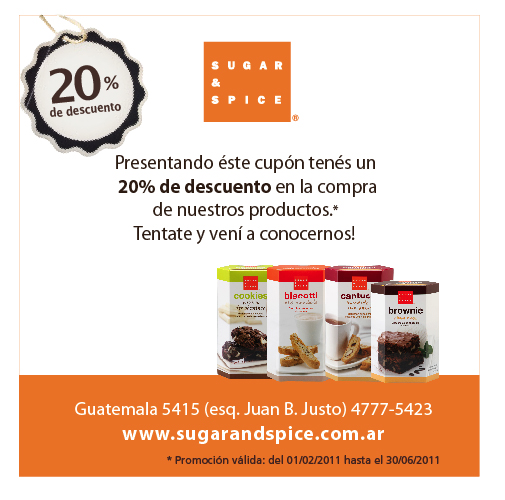 20%
de descuento
SUGAR
&
SPICE
®
Presentando éste cupón tenés un
20% de descuento en la compra
de nuestros productos.*
Tentate y vení a conocernos!
cookies
biscotti
cantucci
brownie
Guatemala 5415 (esq. Juan B. Justo) 4777-5423
www.sugarandspice.com.ar
* Promoción válida: del 01/02/2011 hasta el 30/06/2011